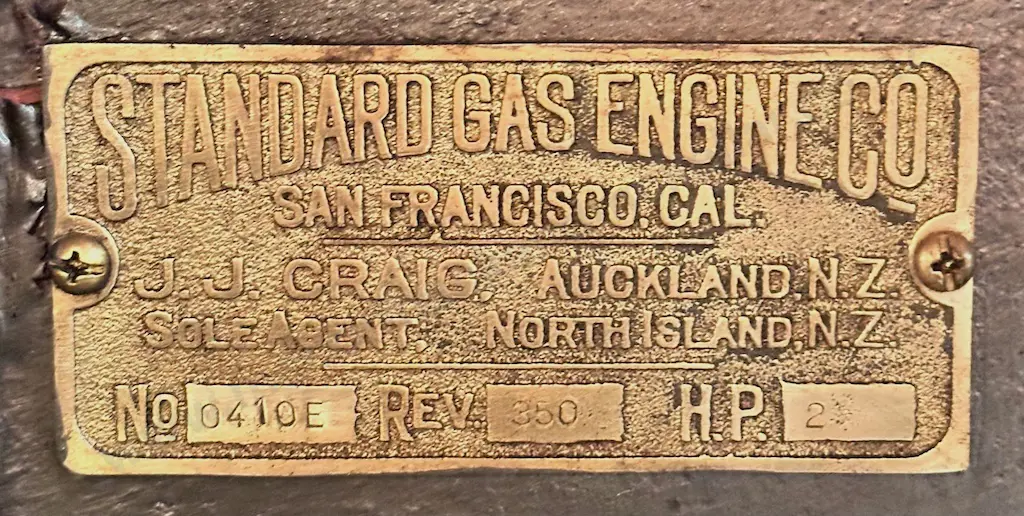 STANDARD GAS ENGINE CO
SAN FRANCISCO, CAL.
J. J. CRAIG, AUCKLAND, N.Z.
SOLE AGENT, NORTH ISLAND, N.Z.
No 0410E REV. 350 H.P. 2